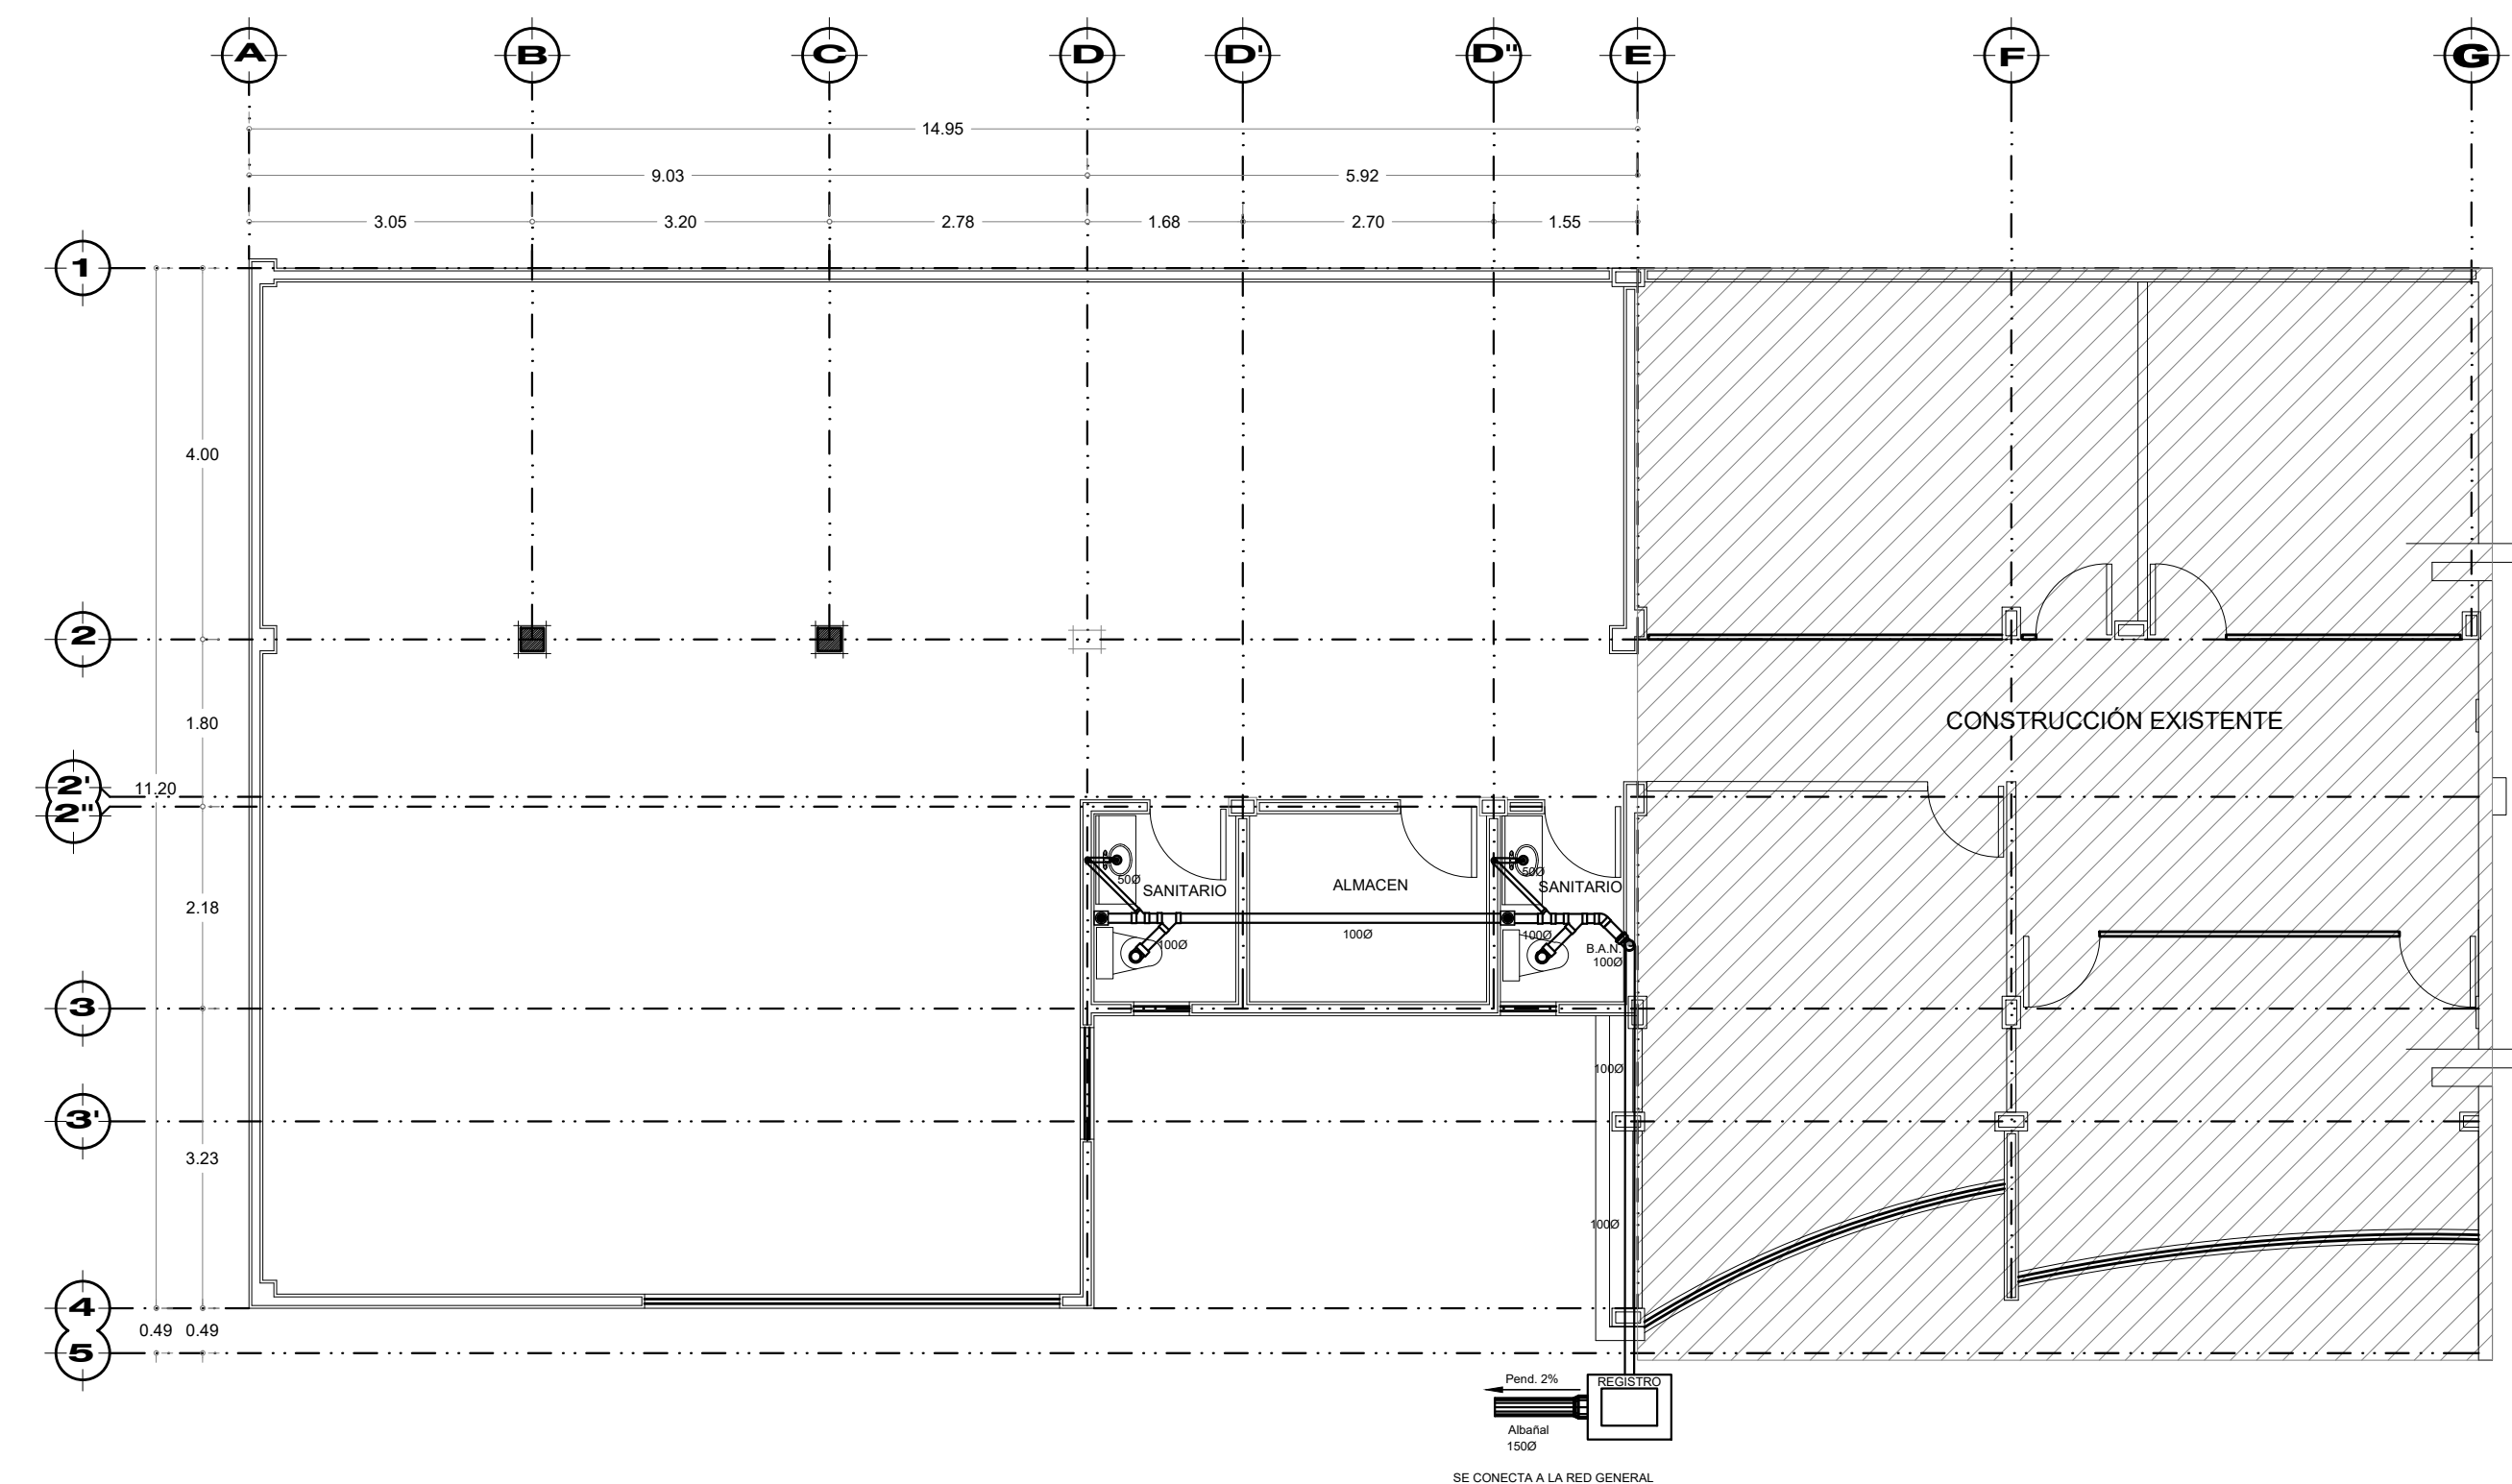 A B C D D' D" E F G
14.95
9.03 5.92
3.05 3.20 2.78 1.68 2.70 1.55
1
4.00
2
1.80
CONSTRUCCIÓN EXISTENTE
2'
11.20
2"
50Ø
50Ø
SANITARIO
ALMACEN
SANITARIO
2.18
100Ø
100Ø
100Ø
B.A.N.
100Ø
3
100Ø
3'
3.23
100Ø
4
0.49 0.49
5
Pend. 2%
REGISTRO
Albañal
150Ø
SE CONECTA A LA RED GENERAL